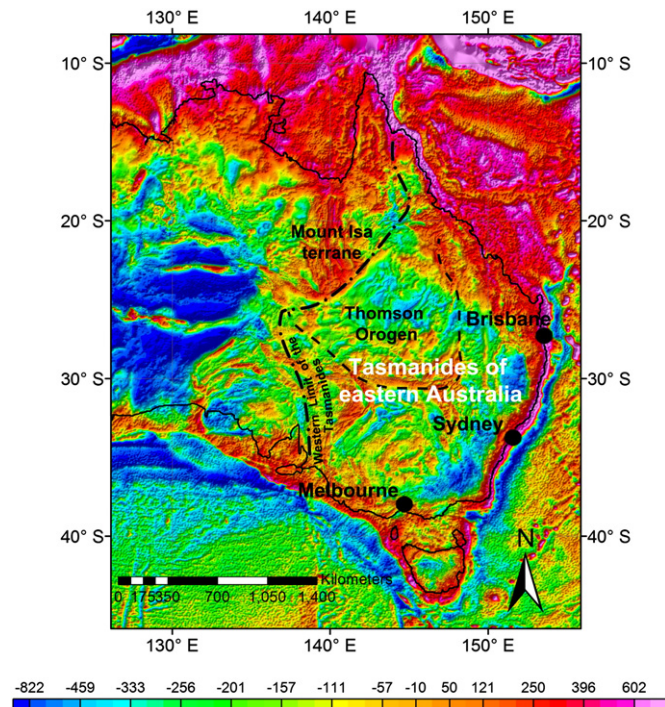 130° E 140° E 150° E
10° S 10° S
20° S 20° S
Mount Isa
terrane
Thomson
Orogen
Brisbane
Western Limit of the
Tasmanides
30° S 30° S
Tasmanides of
eastern Australia
Sydney
Melbourne
40° S 40° S
N
Kilometers
0 175 350 700 1,050 1,400
130° E 140° E 150° E
-822 -459 -333 -256 -201 -157 -111 -57 -10 50 121 250 396 602